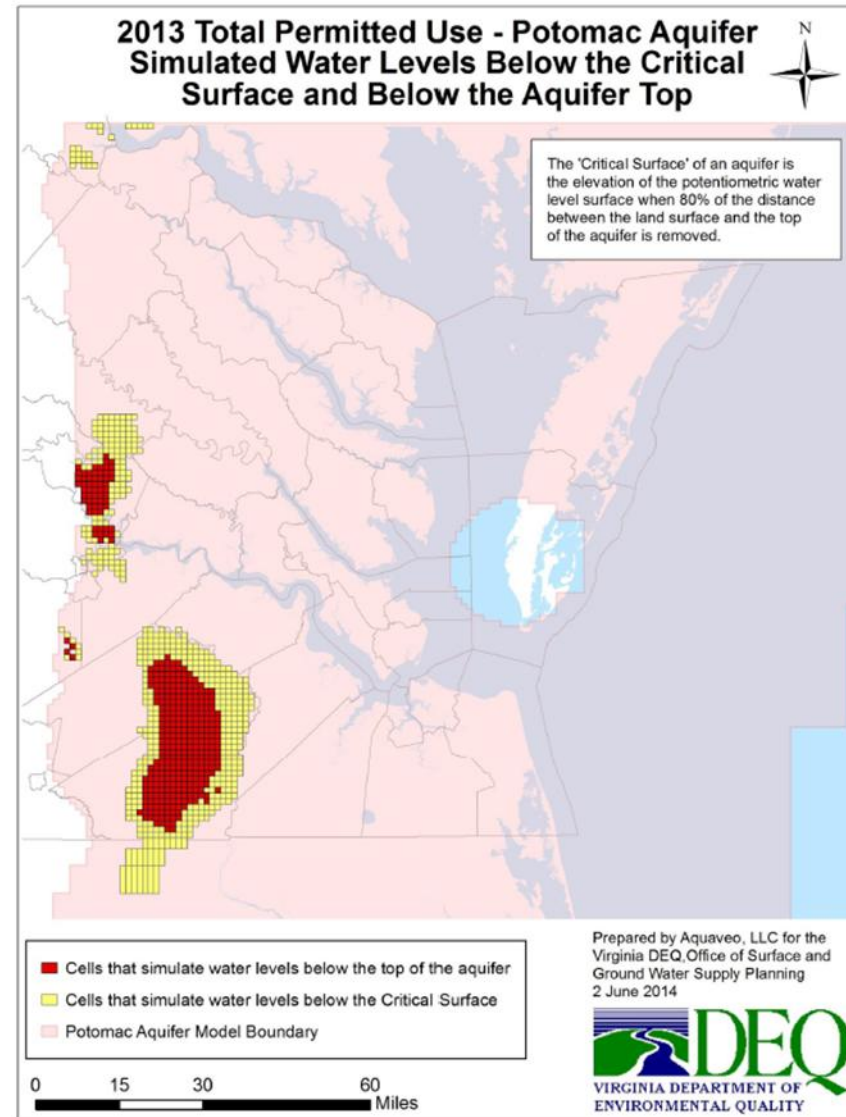 2013 Total Permitted Use - Potomac Aquifer
Simulated Water Levels Below the Critical
Surface and Below the Aquifer Top
N
The 'Critical Surface' of an aquifer is
the elevation of the potentiometric water
level surface when 80% of the distance
between the land surface and the top
of the aquifer is removed.
Cells that simulate water levels below the top of the aquifer
Cells that simulate water levels below the Critical Surface
Potomac Aquifer Model Boundary
0 15 30 60
Miles
Prepared by Aquaveo, LLC for the
Virginia DEQ,Office of Surface and
Ground Water Supply Planning
2 June 2014
DEQ
VIRGINIA DEPARTMENT OF
ENVIRONMENTAL QUALITY